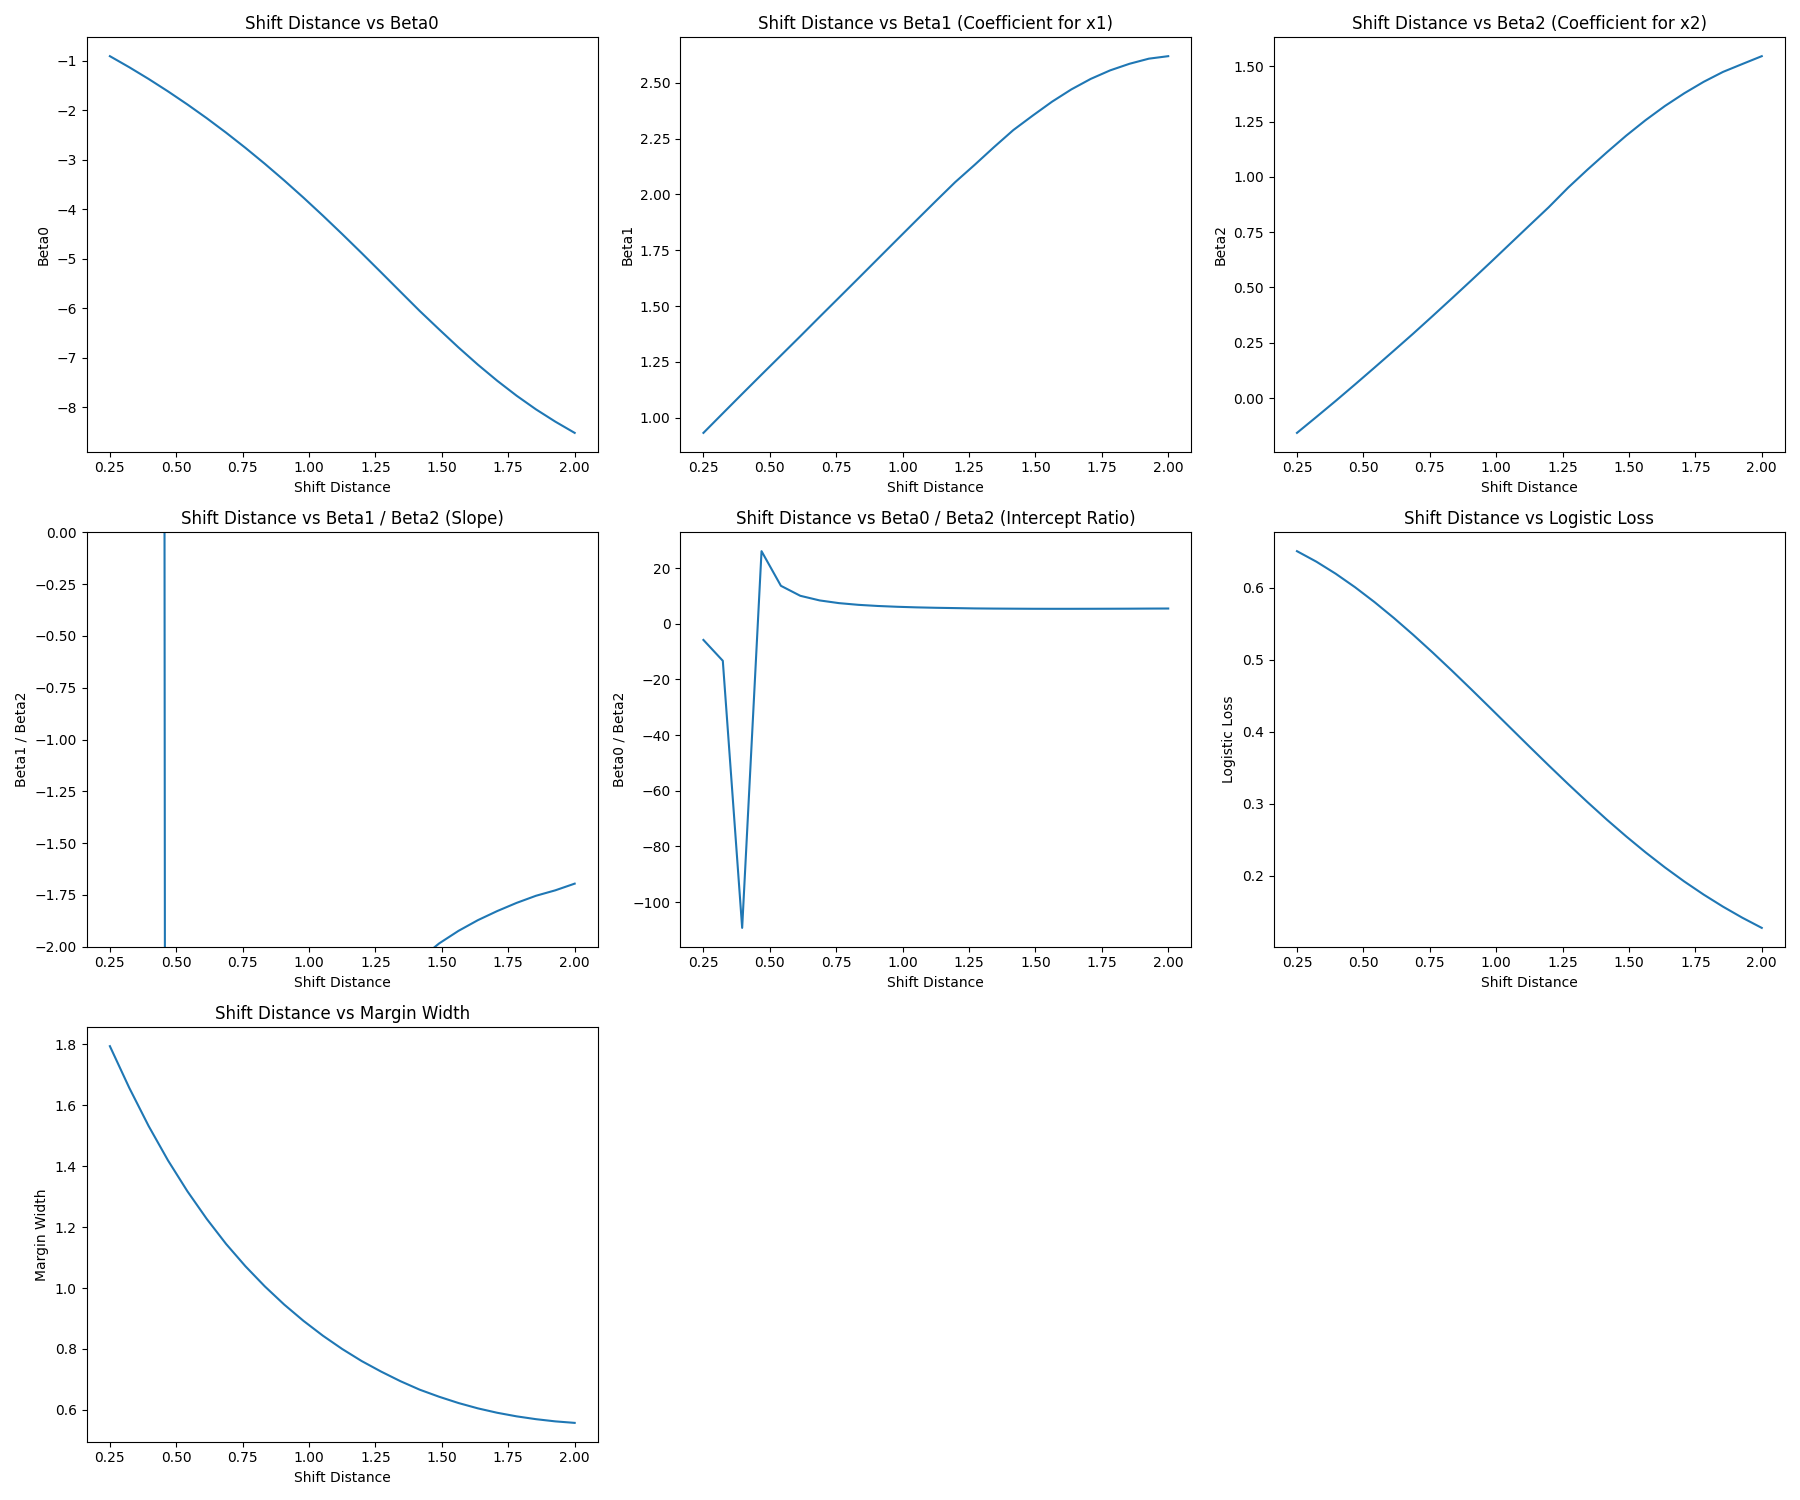 Shift Distance vs Beta0
Beta0
−1
−2
−3
−4
−5
−6
−7
−8
0.25 0.50 0.75 1.00 1.25 1.50 1.75 2.00
Shift Distance
Shift Distance vs Beta1 (Coefficient for x1)
Beta1
2.50
2.25
2.00
1.75
1.50
1.25
1.00
0.25 0.50 0.75 1.00 1.25 1.50 1.75 2.00
Shift Distance
Shift Distance vs Beta2 (Coefficient for x2)
Beta2
1.50
1.25
1.00
0.75
0.50
0.25
0.00
0.25 0.50 0.75 1.00 1.25 1.50 1.75 2.00
Shift Distance
Shift Distance vs Beta1 / Beta2 (Slope)
Beta1 / Beta2
0.00
−0.25
−0.50
−0.75
−1.00
−1.25
−1.50
−1.75
−2.00
0.25 0.50 0.75 1.00 1.25 1.50 1.75 2.00
Shift Distance
Shift Distance vs Beta0 / Beta2 (Intercept Ratio)
Beta0 / Beta2
20
0
−20
−40
−60
−80
−100
0.25 0.50 0.75 1.00 1.25 1.50 1.75 2.00
Shift Distance
Shift Distance vs Logistic Loss
Logistic Loss
0.6
0.5
0.4
0.3
0.2
0.25 0.50 0.75 1.00 1.25 1.50 1.75 2.00
Shift Distance
Shift Distance vs Margin Width
Margin Width
1.8
1.6
1.4
1.2
1.0
0.8
0.6
0.25 0.50 0.75 1.00 1.25 1.50 1.75 2.00
Shift Distance